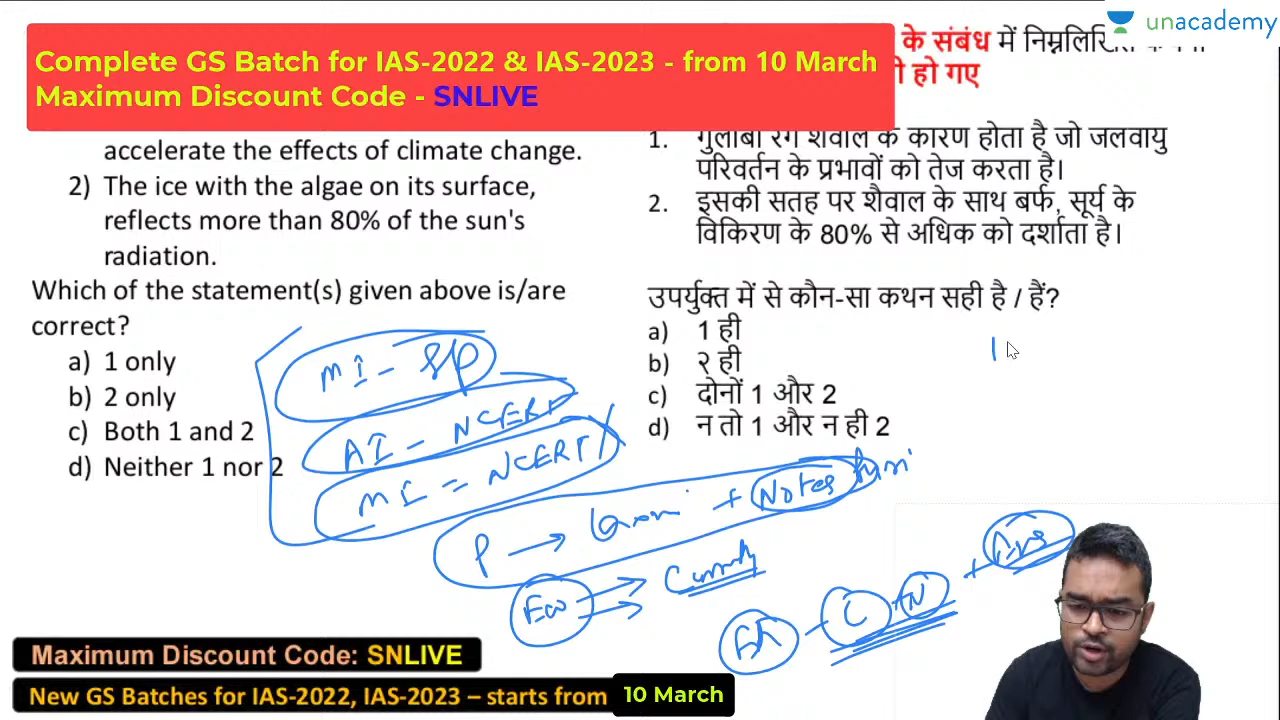 unacademy
Complete GS Batch for IAS-2022 & IAS-2023 - from 10 March
Maximum Discount Code - SNLIVE
accelerate the effects of climate change.
2) The ice with the algae on its surface,
reflects more than 80% of the sun's
radiation.
Which of the statement(s) given above is/are
correct?
a) 1 only
b) 2 only
c) Both 1 and 2
d) Neither 1 nor 2
के संबंध में
हो गए
1. गुलाबी रंग शैवाल के कारण होता है जो जलवायु
परिवर्तन के प्रभावों को तेज करता है।
2. इसकी सतह पर शैवाल के साथ बर्फ, सूर्य के
विकिरण के 80% से अधिक को दर्शाता है।
उपर्युक्त में से कौन-सा कथन सही है / हैं?
a) 1 ही
b) २ ही
c) दोनों 1 और 2
d) न तो 1 और न ही 2
MI - SP
AI - NCERT
MI = NCERT
P → + Notes
Eco →
+ N +
Maximum Discount Code: SNLIVE
New GS Batches for IAS-2022, IAS-2023 – starts from 10 March